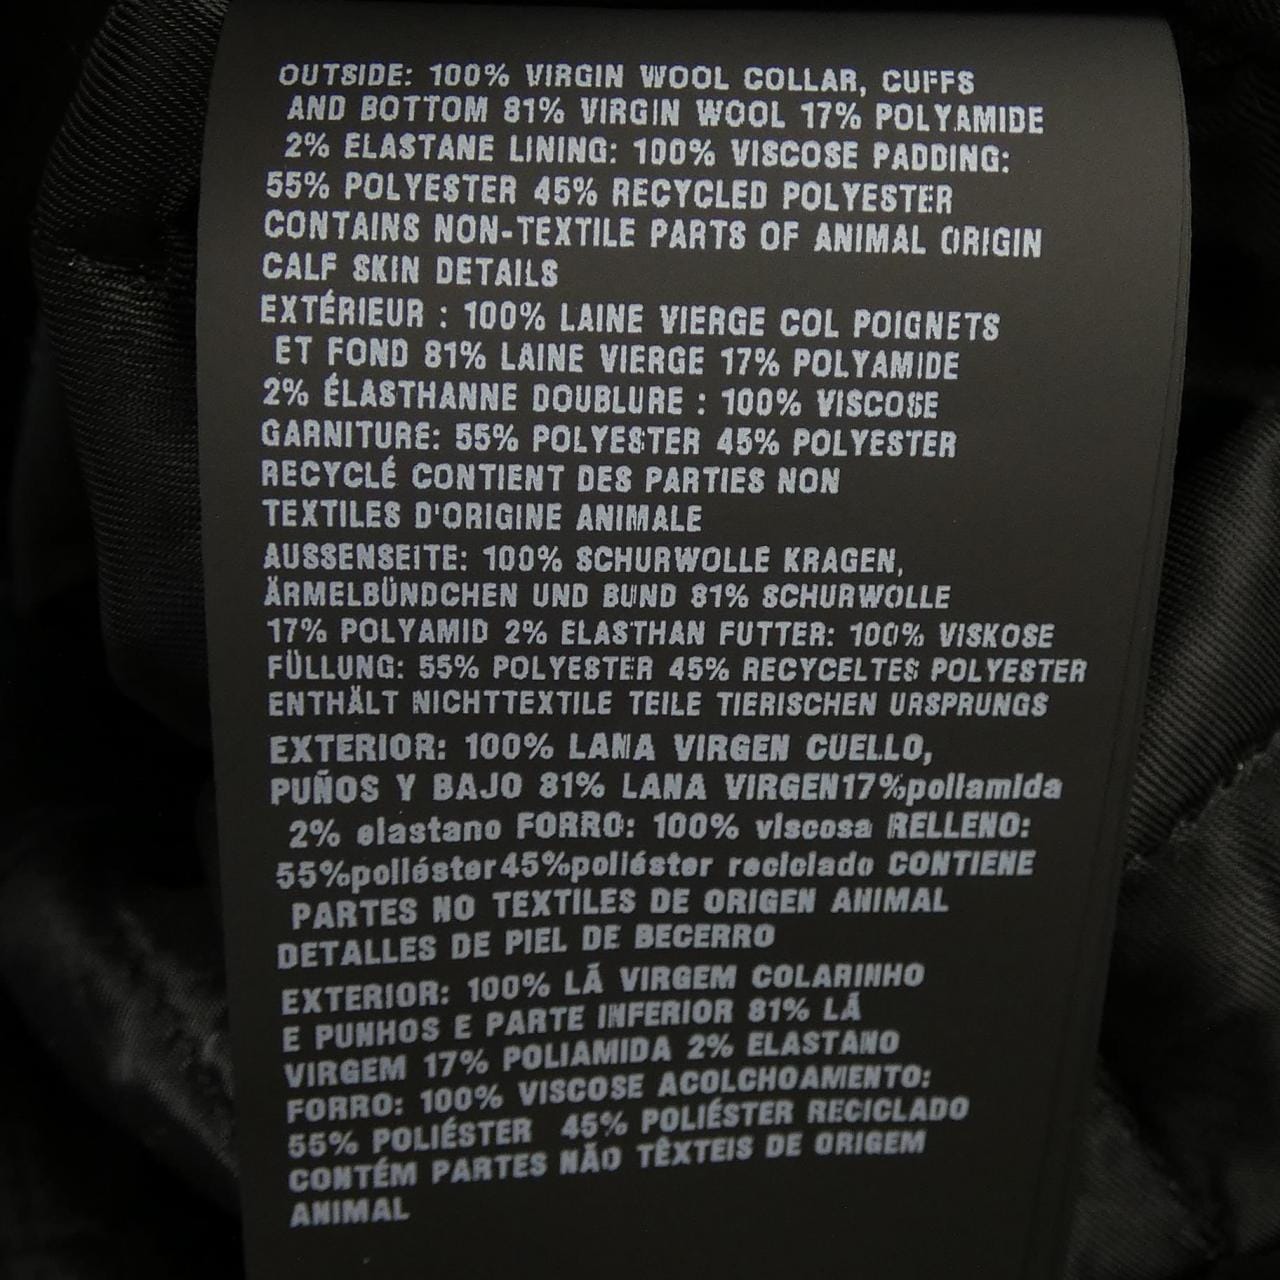 OUTSIDE: 100% VIRGIN WOOL COLLAR, CUFFS
AND BOTTOM 81% VIRGIN WOOL 17% POLYAMIDE
2% ELASTANE LINING: 100% VISCOSE PADDING:
55% POLYESTER 45% RECYCLED POLYESTER
CONTAINS NON-TEXTILE PARTS OF ANIMAL ORIGIN
CALF SKIN DETAILS
EXTÉRIEUR : 100% LAINE VIERGE COL POIGNETS
ET FOND 81% LAINE VIERGE 17% POLYAMIDE
2% ÉLASTHANNE DOUBLURE : 100% VISCOSE
GARNITURE: 55% POLYESTER 45% POLYESTER
RECYCLÉ CONTIENT DES PARTIES NON
TEXTILES D'ORIGINE ANIMALE
AUSSENSEITE: 100% SCHURWOLLE KRAGEN,
ÄRMELBÜNDCHEN UND BUND 81% SCHURWOLLE
17% POLYAMID 2% ELASTHAN FUTTER: 100% VISKOSE
FÜLLUNG: 55% POLYESTER 45% RECYCELTES POLYESTER
ENTHÄLT NICHTTEXTILE TEILE TIERISCHEN URSPRUNGS
EXTERIOR: 100% LANA VIRGEN CUELLO,
PUÑOS Y BAJO 81% LANA VIRGEN17%poliamida
2% elastano FORRO: 100% viscosa RELLENO:
55%poliéster45%poliéster reciclado CONTIENE
PARTES NO TEXTILES DE ORIGEN ANIMAL
DETALLES DE PIEL DE BECERRO
EXTERIOR: 100% LÃ VIRGEM COLARINHO
E PUNHOS E PARTE INFERIOR 81% LÃ
VIRGEM 17% POLIAMIDA 2% ELASTANO
FORRO: 100% VISCOSE ACOLCHOAMENTO:
55% POLIÉSTER 45% POLIÉSTER RECICLADO
CONTÉM PARTES NÃO TÊXTEIS DE ORIGEM
ANIMAL